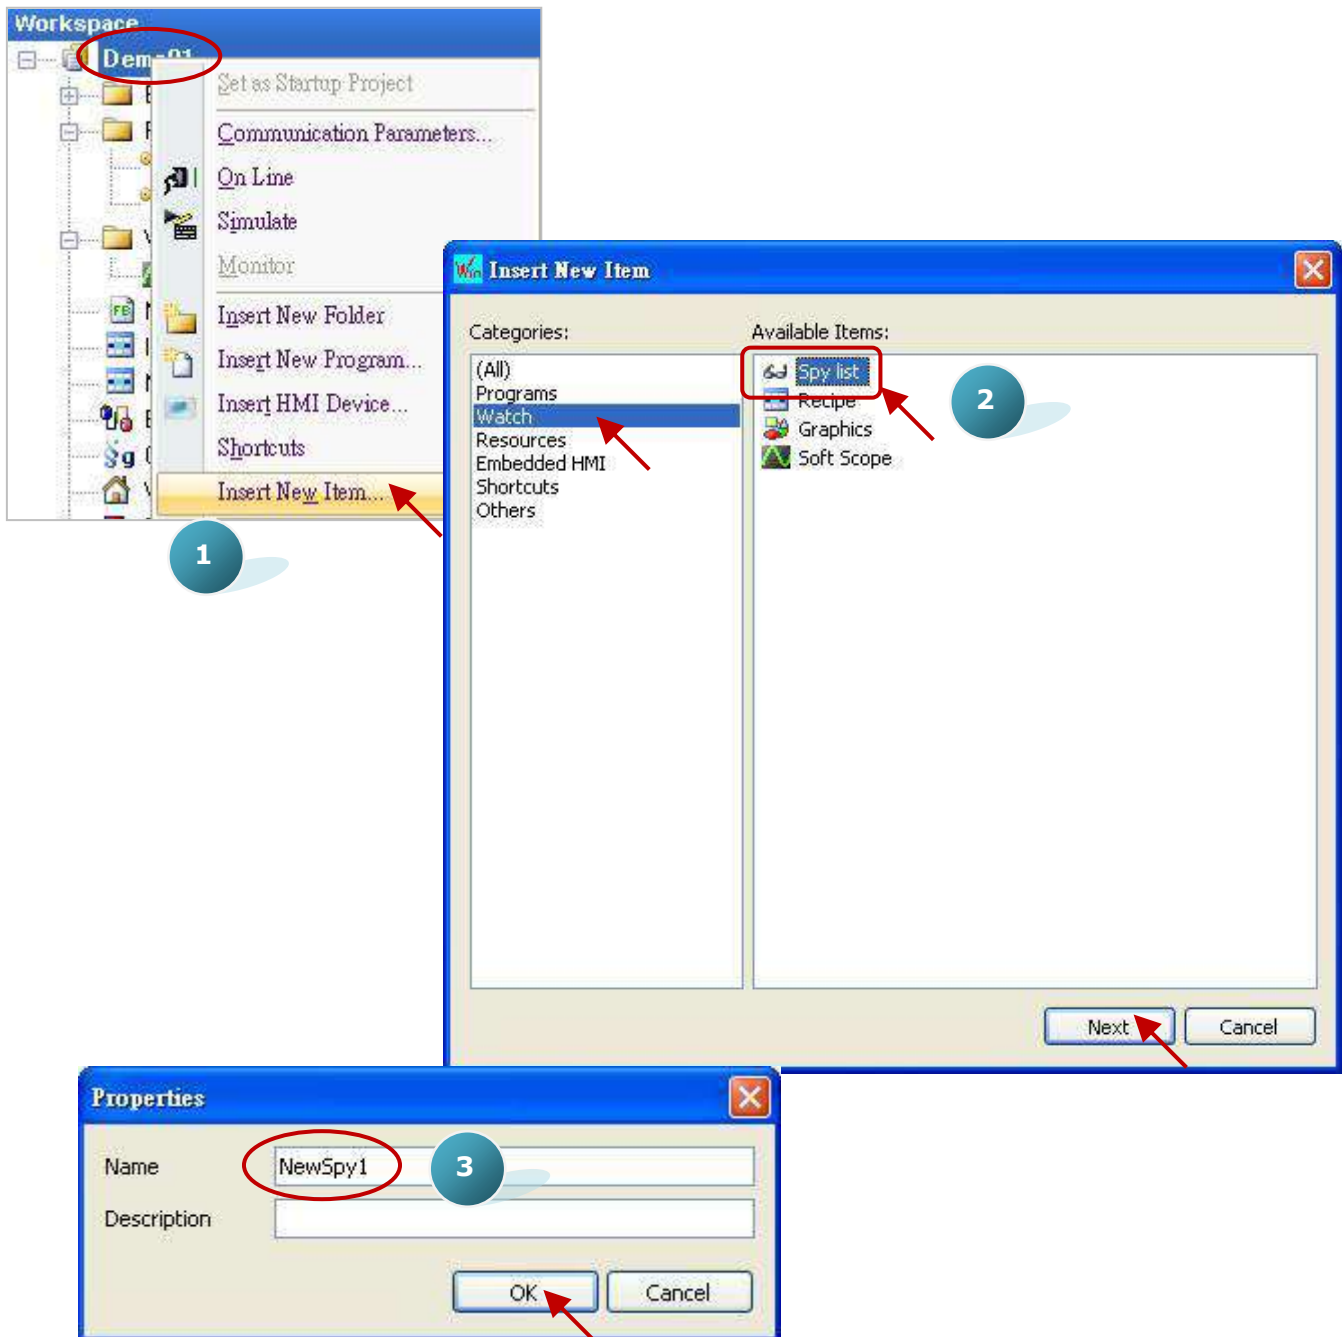 Workspace
Demo01
Set as Startup Project
Communication Parameters...
On Line
Simulate
Monitor
Insert New Folder
Insert New Program...
Insert HMI Device...
Shortcuts
Insert New Item...
1
Win Insert New Item
Categories:
(All)
Programs
Watch
Resources
Embedded HMI
Shortcuts
Others
Available Items:
Spy list
Recipe
Graphics
Soft Scope
2
Next
Cancel
Properties
Name
NewSpy1
3
Description
OK
Cancel